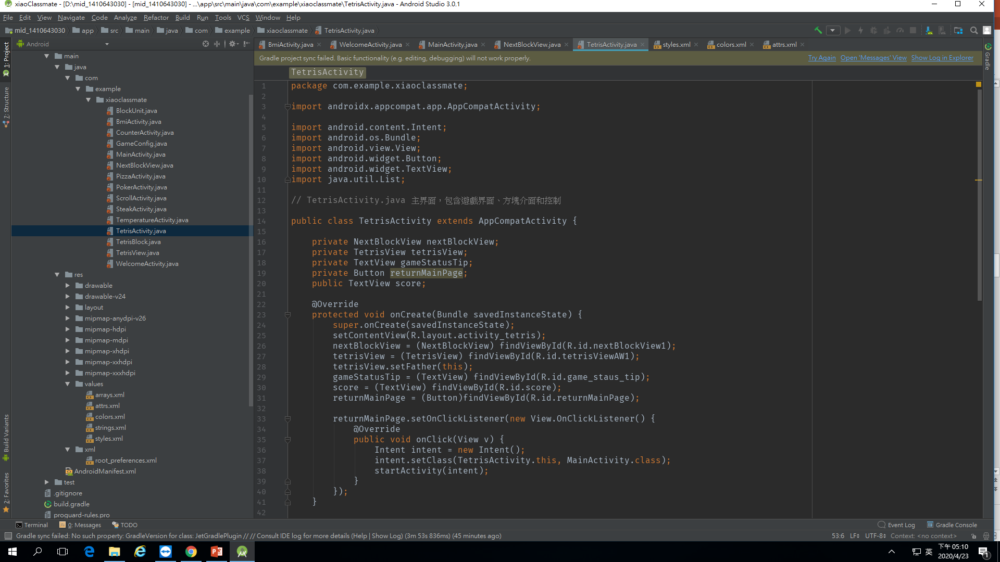 xiaoClassmate - [D:\mid_1410643030] - [mid_1410643030] - ...\app\src\main\java\com\example\xiaoclassmate\TetrisActivity.java - Android Studio 3.0.1
File Edit View Navigate Code Analyze Refactor Build Run Tools VCS Window Help
mid_1410643030 app src main java com example xiaoclassmate TetrisActivity.java
Android
BmiActivity.java WelcomeActivity.java MainActivity.java NextBlockView.java TetrisActivity.java styles.xml colors.xml attrs.xml
Gradle project sync failed. Basic functionality (e.g. editing, debugging) will not work properly. Try Again Open 'Messages' View Show Log in Explorer
1: Project
7: Structure
Build Variants
2: Favorites
Gradle
main
java
com
example
xiaoclassmate
BlockUnit.java
BmiActivity.java
CounterActivity.java
GameConfig.java
MainActivity.java
NextBlockView.java
PizzaActivity.java
PokerActivity.java
ScrollActivity.java
SteakActivity.java
TemperatureActivity.java
TetrisActivity.java
TetrisBlock.java
TetrisView.java
WelcomeActivity.java
res
drawable
drawable-v24
layout
mipmap-anydpi-v26
mipmap-hdpi
mipmap-mdpi
mipmap-xhdpi
mipmap-xxhdpi
mipmap-xxxhdpi
values
arrays.xml
attrs.xml
colors.xml
strings.xml
styles.xml
xml
root_preferences.xml
AndroidManifest.xml
test
.gitignore
build.gradle
proguard-rules.pro
TetrisActivity
1 package com.example.xiaoclassmate;
2
3 import androidx.appcompat.app.AppCompatActivity;
4
5 import android.content.Intent;
6 import android.os.Bundle;
7 import android.view.View;
8 import android.widget.Button;
9 import android.widget.TextView;
10 import java.util.List;
11
12 // TetrisActivity.java 主界面，包含遊戲界面、方塊介面和控制
13
14 public class TetrisActivity extends AppCompatActivity {
15
16 private NextBlockView nextBlockView;
17 private TetrisView tetrisView;
18 private TextView gameStatusTip;
19 private Button returnMainPage;
20 public TextView score;
21
22 @Override
23 protected void onCreate(Bundle savedInstanceState) {
24 super.onCreate(savedInstanceState);
25 setContentView(R.layout.activity_tetris);
26 nextBlockView = (NextBlockView) findViewById(R.id.nextBlockView1);
27 tetrisView = (TetrisView) findViewById(R.id.tetrisViewAW1);
28 tetrisView.setFather(this);
29 gameStatusTip = (TextView) findViewById(R.id.game_staus_tip);
30 score = (TextView) findViewById(R.id.score);
31 returnMainPage = (Button)findViewById(R.id.returnMainPage);
32
33 returnMainPage.setOnClickListener(new View.OnClickListener() {
34 @Override
35 public void onClick(View v) {
36 Intent intent = new Intent();
37 intent.setClass(TetrisActivity.this, MainActivity.class);
38 startActivity(intent);
39 }
40 });
41 }
42
Terminal 0: Messages TODO Event Log Gradle Console
Gradle sync failed: No such property: GradleVersion for class: JetGradlePlugin // // Consult IDE log for more details (Help | Show Log) (3m 53s 836ms) (45 minutes ago) 53:6 LF UTF-8 Context: <no context>
英
下午 05:10
2020/4/23
1